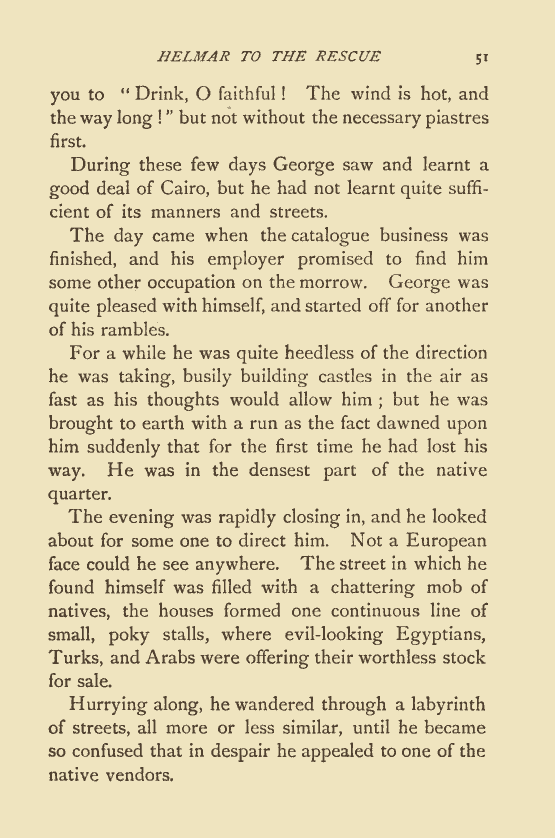 HELMAR TO THE RESCUE 51
you to “ Drink, O faithful ! The wind is hot, and
the way long ! ” but not without the necessary piastres
first.
During these few days George saw and learnt a
good deal of Cairo, but he had not learnt quite suffi-
cient of its manners and streets.
The day came when the catalogue business was
finished, and his employer promised to find him
some other occupation on the morrow. George was
quite pleased with himself, and started off for another
of his rambles.
For a while he was quite heedless of the direction
he was taking, busily building castles in the air as
fast as his thoughts would allow him ; but he was
brought to earth with a run as the fact dawned upon
him suddenly that for the first time he had lost his
way. He was in the densest part of the native
quarter.
The evening was rapidly closing in, and he looked
about for some one to direct him. Not a European
face could he see anywhere. The street in which he
found himself was filled with a chattering mob of
natives, the houses formed one continuous line of
small, poky stalls, where evil-looking Egyptians,
Turks, and Arabs were offering their worthless stock
for sale.
Hurrying along, he wandered through a labyrinth
of streets, all more or less similar, until he became
so confused that in despair he appealed to one of the
native vendors.